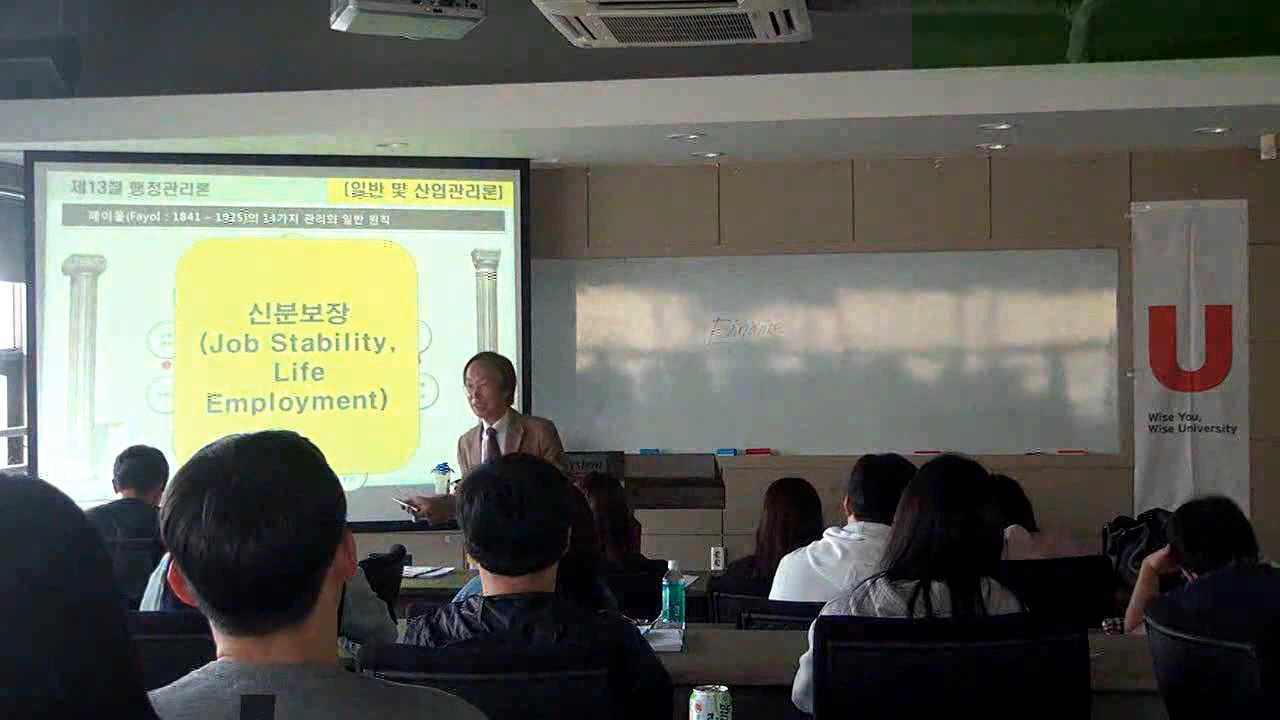 제13절 행정관리론
[일반 및 산업관리론]
페이욜(Fayol : 1841 – 1925)의 14가지 관리와 일반 원칙
신분보장
(Job Stability,
Life
Employment)
Finance
U
Wise You,
Wise University